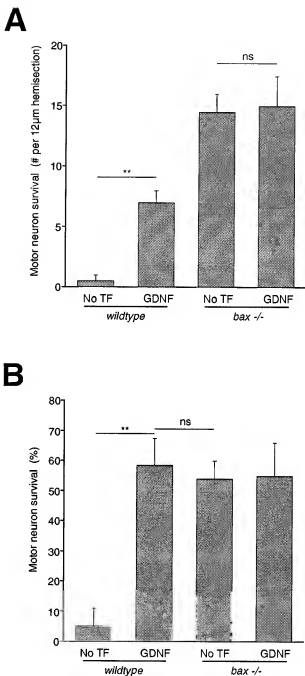 A
Motor neuron survival (# per 12µm hemisection)
20
15
10
5
0
**
ns
No TF GDNF No TF GDNF
wildtype bax -/-
B
Motor neuron survival (%)
80
70
60
50
40
30
20
10
0
**
ns
No TF GDNF No TF GDNF
wildtype bax -/-